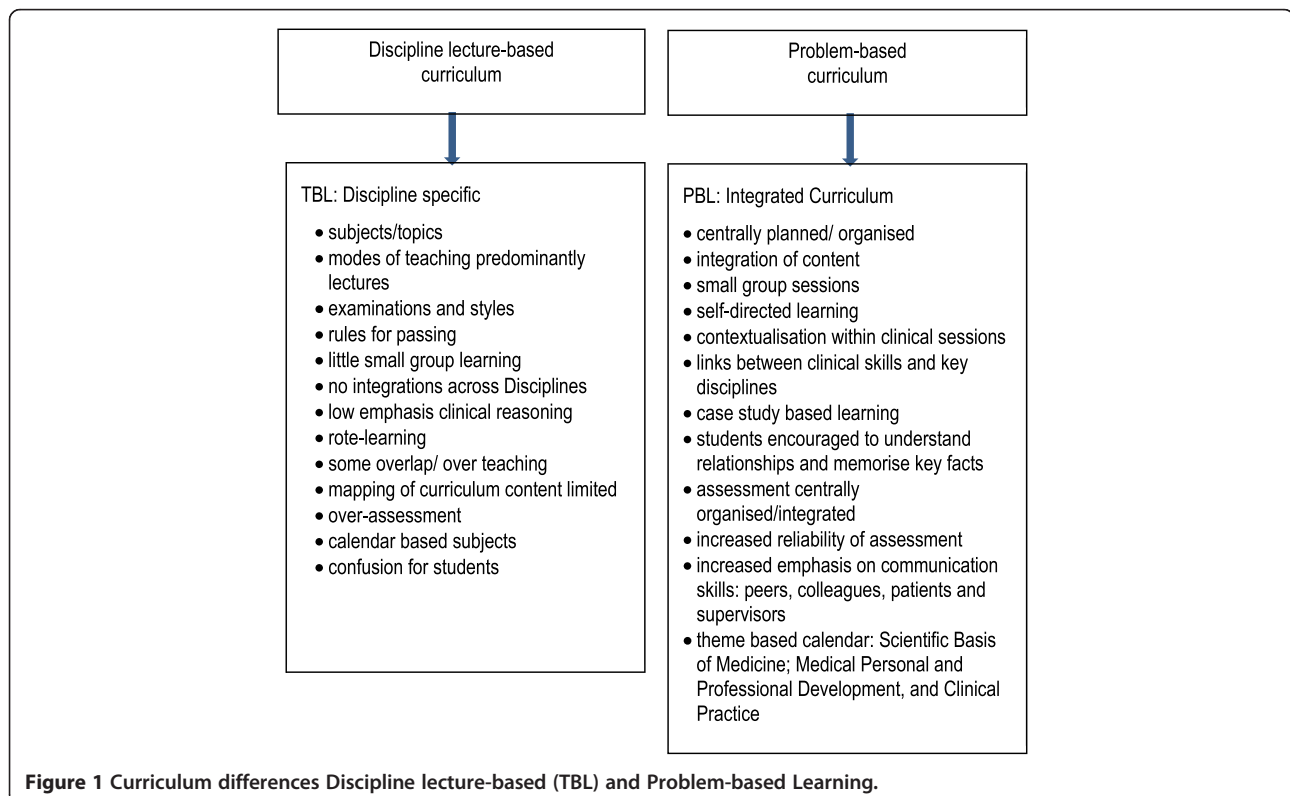 Discipline lecture-based
curriculum
Problem-based
curriculum
TBL: Discipline specific
• subjects/topics
• modes of teaching predominantly
lectures
• examinations and styles
• rules for passing
• little small group learning
• no integrations across Disciplines
• low emphasis clinical reasoning
• rote-learning
• some overlap/ over teaching
• mapping of curriculum content limited
• over-assessment
• calendar based subjects
• confusion for students
PBL: Integrated Curriculum
• centrally planned/ organised
• integration of content
• small group sessions
• self-directed learning
• contextualisation within clinical sessions
• links between clinical skills and key
disciplines
• case study based learning
• students encouraged to understand
relationships and memorise key facts
• assessment centrally
organised/integrated
• increased reliability of assessment
• increased emphasis on communication
skills: peers, colleagues, patients and
supervisors
• theme based calendar: Scientific Basis
of Medicine; Medical Personal and
Professional Development, and Clinical
Practice
Figure 1 Curriculum differences Discipline lecture-based (TBL) and Problem-based Learning.